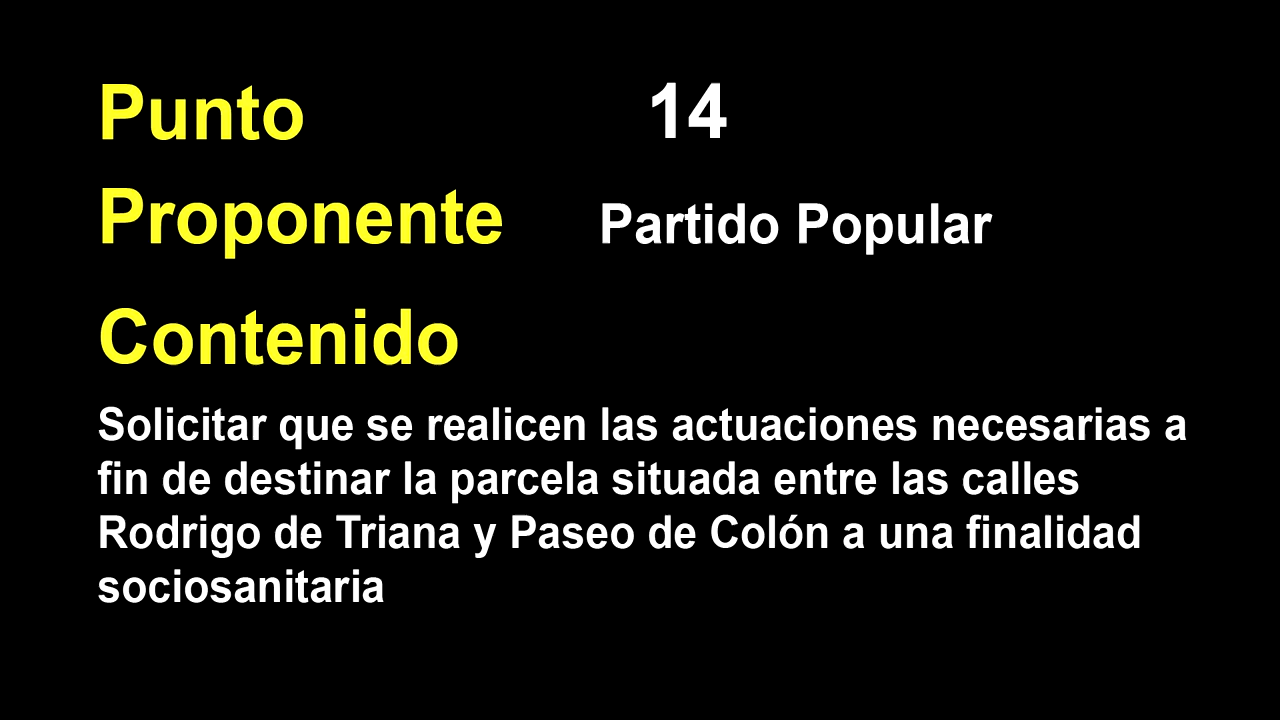 Punto 14
Proponente Partido Popular
Contenido
Solicitar que se realicen las actuaciones necesarias a
fin de destinar la parcela situada entre las calles
Rodrigo de Triana y Paseo de Colón a una finalidad
sociosanitaria